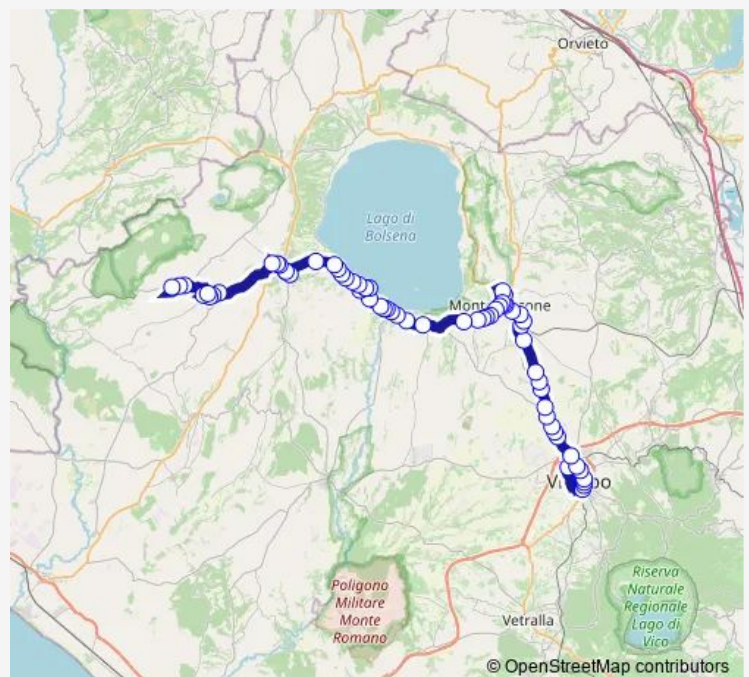 Orvieto
Lago di
Bolsena
Poligono
Militare
Monte
Romano
Riserva
Naturale
Regionale
Lago di
Vico
Vetralla
© OpenStreetMap contributors